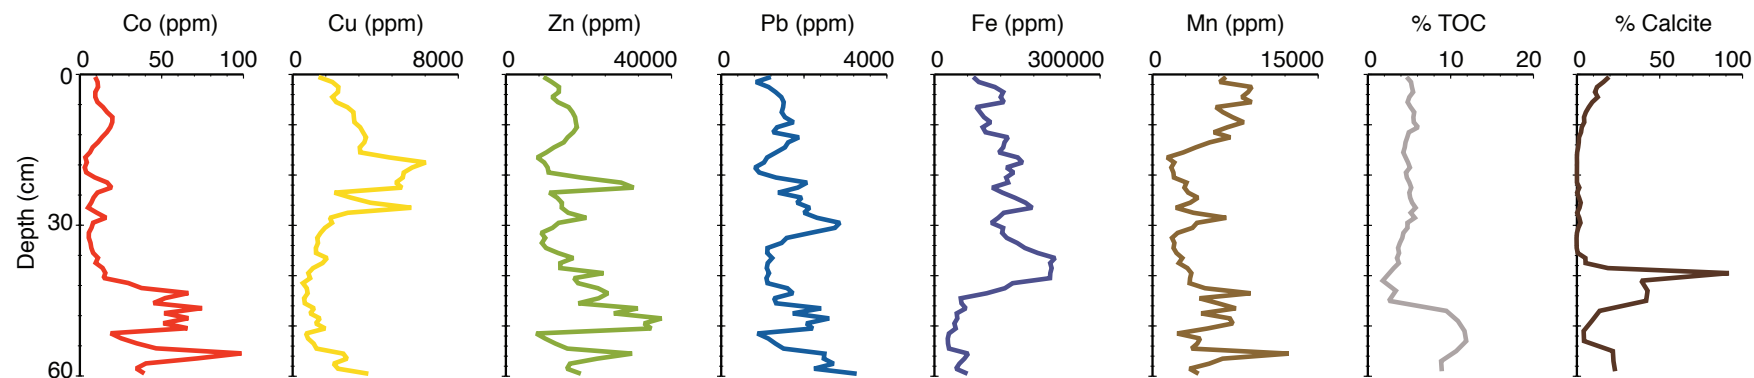 Co (ppm) Cu (ppm) Zn (ppm) Pb (ppm) Fe (ppm) Mn (ppm) % TOC % Calcite
0 50 100 0 8000 0 40000 0 4000 0 300000 0 15000 0 10 20 0 50 100
0
30
60
Depth (cm)